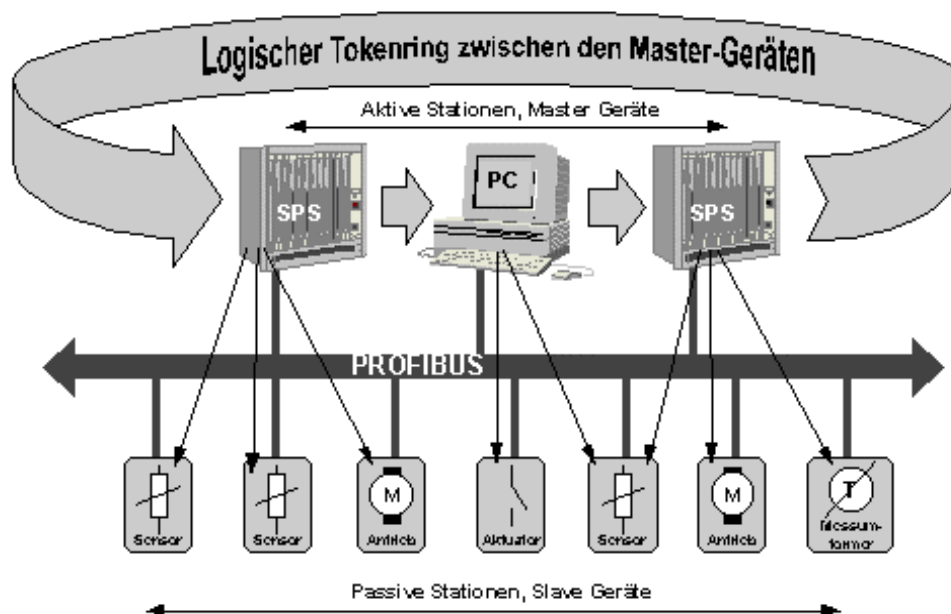 Logischer Tokenring zwischen den Master-Geräten
Aktive Stationen, Master Geräte
SPS
PC
SPS
PROFIBUS
M
M
T
Sensor
Sensor
Antrieb
Aktuator
Sensor
Antrieb
Messum-
former
Passive Stationen, Slave Geräte